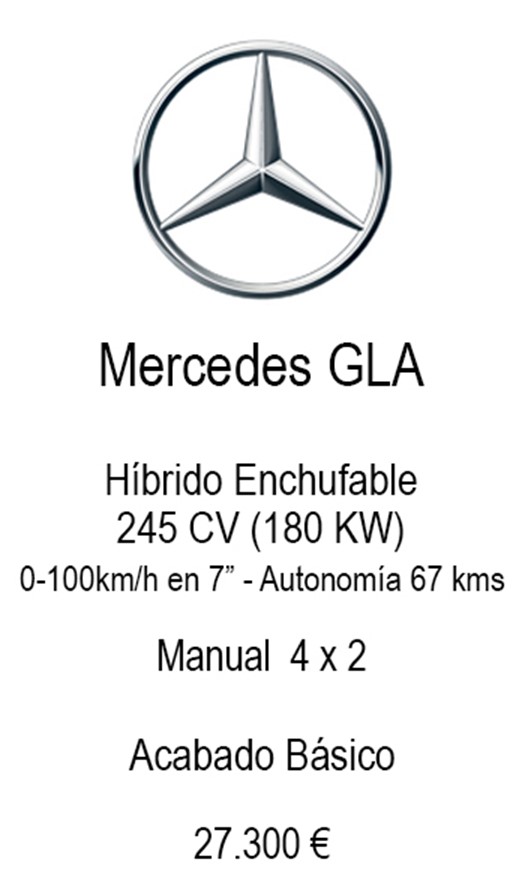 Mercedes GLA
Híbrido Enchufable
245 CV (180 KW)
0-100km/h en 7” - Autonomía 67 kms
Manual 4 x 2
Acabado Básico
27.300 €